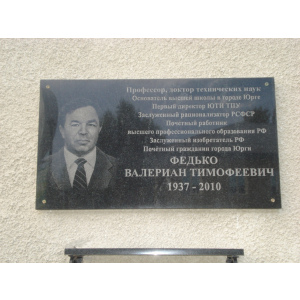 Профессор, доктор технических наук
Основатель высшей школы в городе Юрге
Первый директор ЮТИ ТПУ
Заслуженный рационализатор РСФСР
Почетный работник
высшего профессионального образования РФ
Заслуженный изобретатель РФ
Почётный гражданин города Юрги
ФЕДЬКО
ВАЛЕРИАН ТИМОФЕЕВИЧ
1937 - 2010